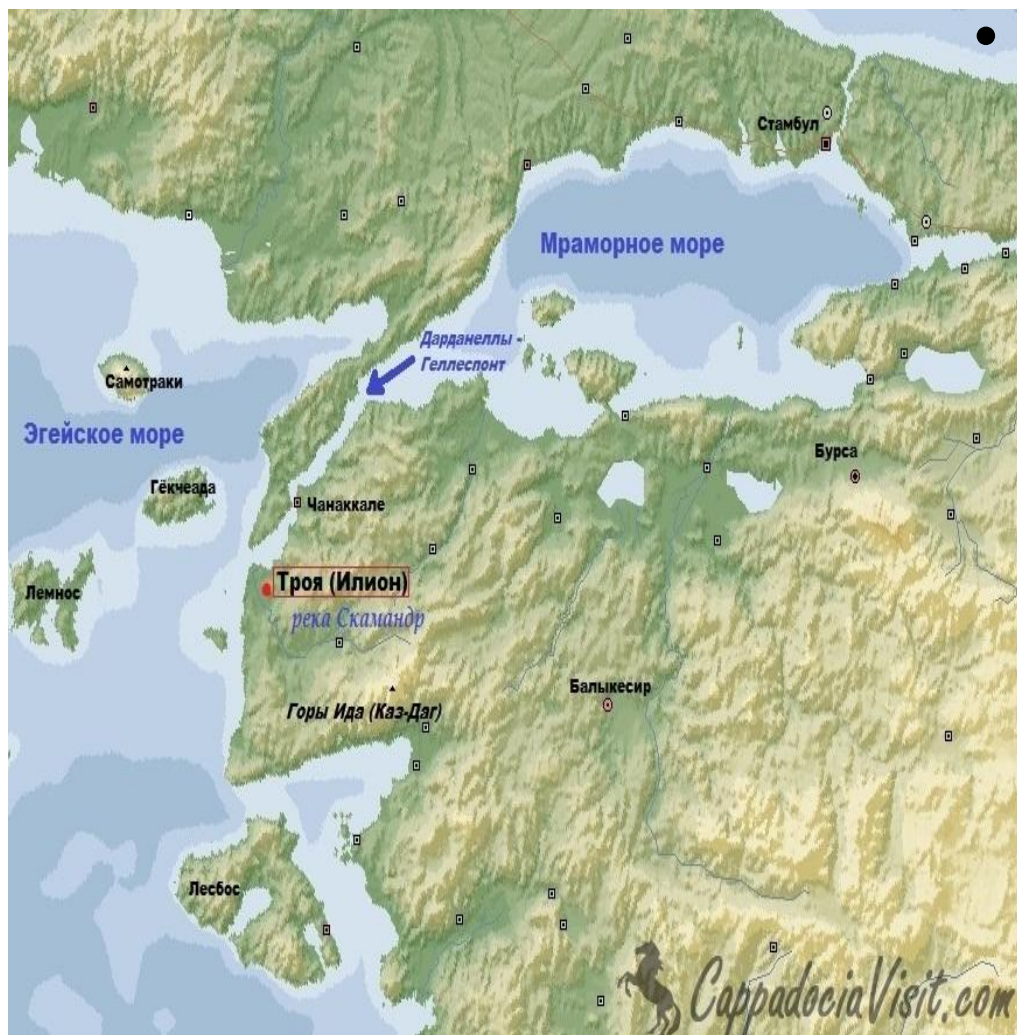 Стамбул
Мраморное море
Дарданеллы -
Геллеспонт
Самотраки
Эгейское море
Бурса
Гёкчеада
Чанаккале
Троя (Илион)
Лемнос
река Скамандр
Балыкесир
Горы Ида (Каз-Даг)
Лесбос
CappadociaVisit.com